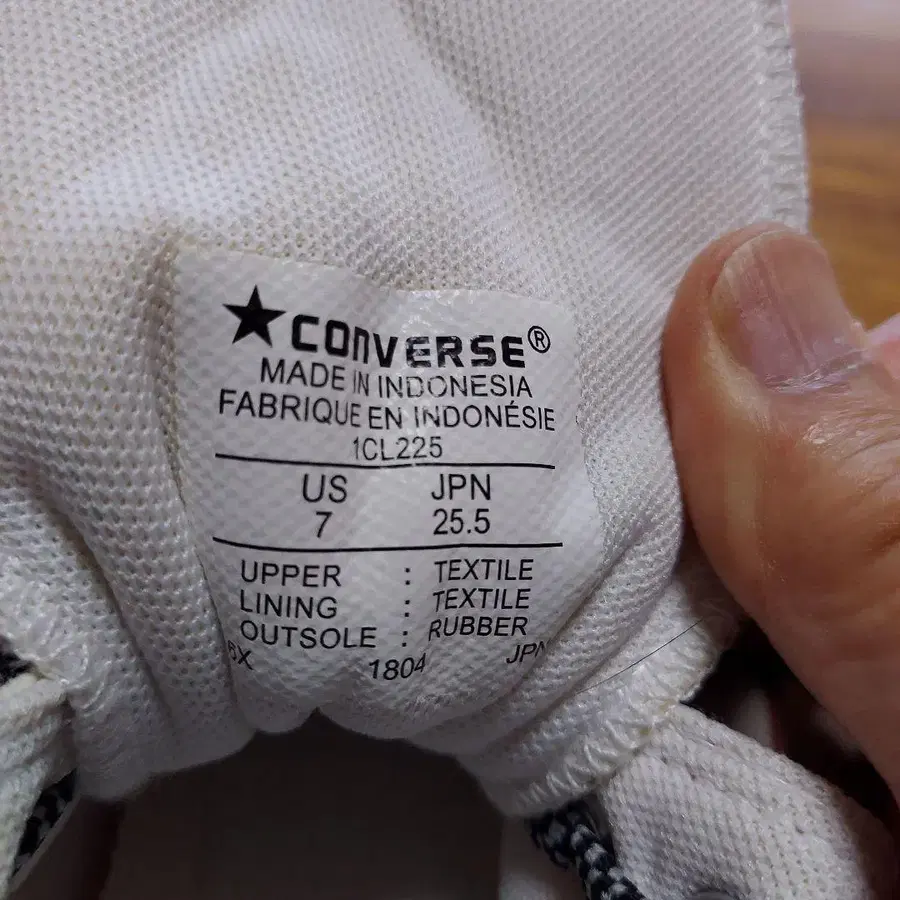 ★CONVERSE®
MADE IN INDONESIA
FABRIQUE EN INDONÉSIE
1CL225
US JPN
7 25.5
UPPER : TEXTILE
LINING : TEXTILE
OUTSOLE : RUBBER
1804 JPN